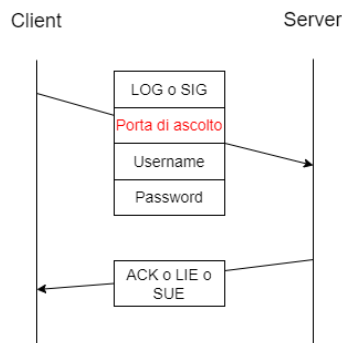 Client
Server
LOG o SIG
Porta di ascolto
Username
Password
ACK o LIE o
SUE